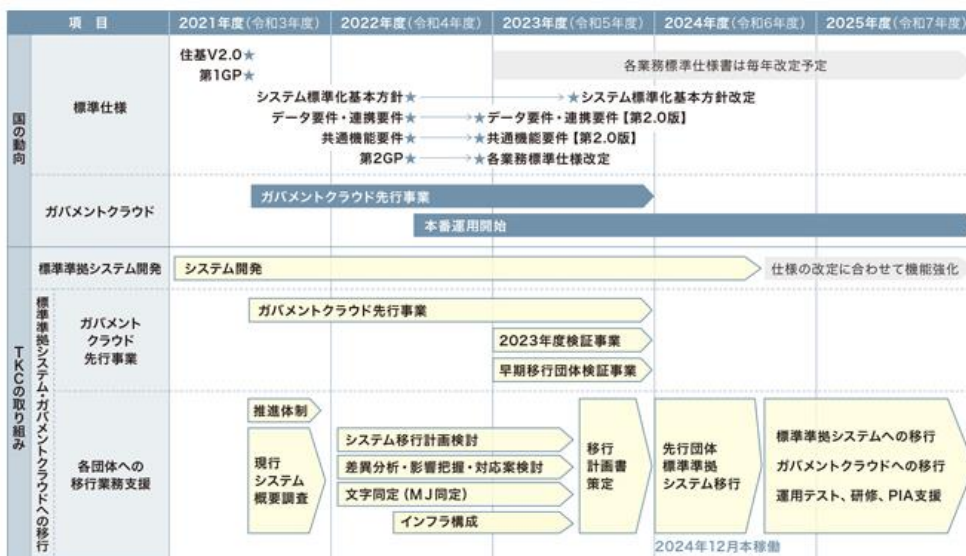 項　目
2021年度(令和3年度)
2022年度(令和4年度)
2023年度(令和5年度)
2024年度(令和6年度)
2025年度(令和7年度)
国の動向
標準仕様
住基V2.0★
第1GP★
各業務標準仕様書は毎年改定予定
システム標準化基本方針★
★システム標準化基本方針改定
データ要件・連携要件★
★データ要件・連携要件【第2.0版】
共通機能要件★
★共通機能要件【第2.0版】
第2GP★
★各業務標準仕様改定
ガバメントクラウド
ガバメントクラウド先行事業
本番運用開始
TKCの取り組み
標準準拠システム開発
システム開発
仕様の改定に合わせて機能強化
標準準拠システム・ガバメントクラウドへの移行
ガバメント
クラウド
先行事業
ガバメントクラウド先行事業
2023年度検証事業
早期移行団体検証事業
各団体への
移行業務支援
推進体制
現行
システム
概要調査
システム移行計画検討
差異分析・影響把握・対応案検討
文字同定(MJ同定)
インフラ構成
移行
計画書
策定
先行団体
標準準拠
システム移行
標準準拠システムへの移行
ガバメントクラウドへの移行
運用テスト、研修、PIA支援
2024年12月本稼働